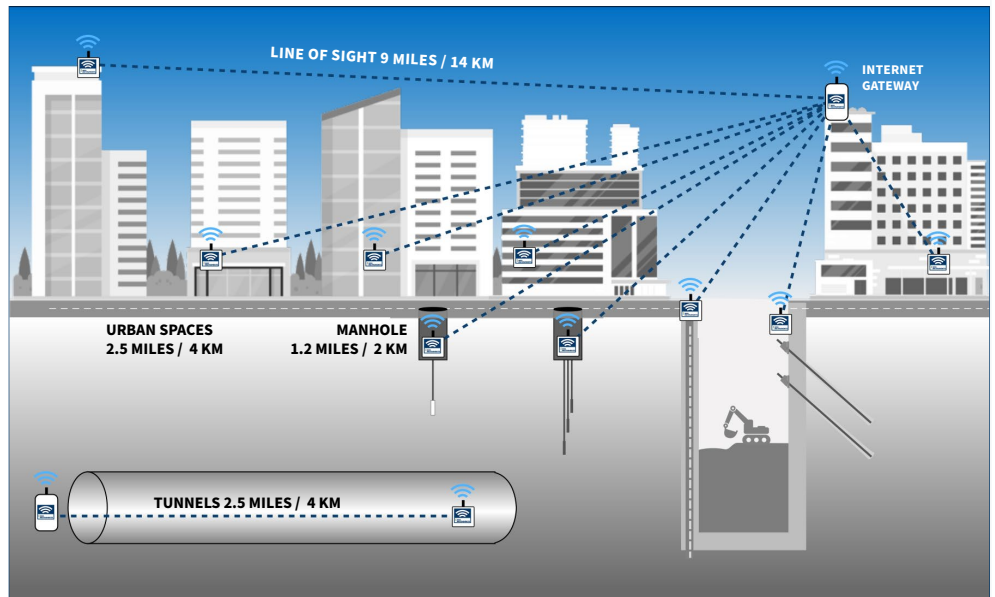 LINE OF SIGHT 9 MILES / 14 KM
INTERNET
GATEWAY
URBAN SPACES
2.5 MILES / 4 KM
MANHOLE
1.2 MILES / 2 KM
TUNNELS 2.5 MILES / 4 KM